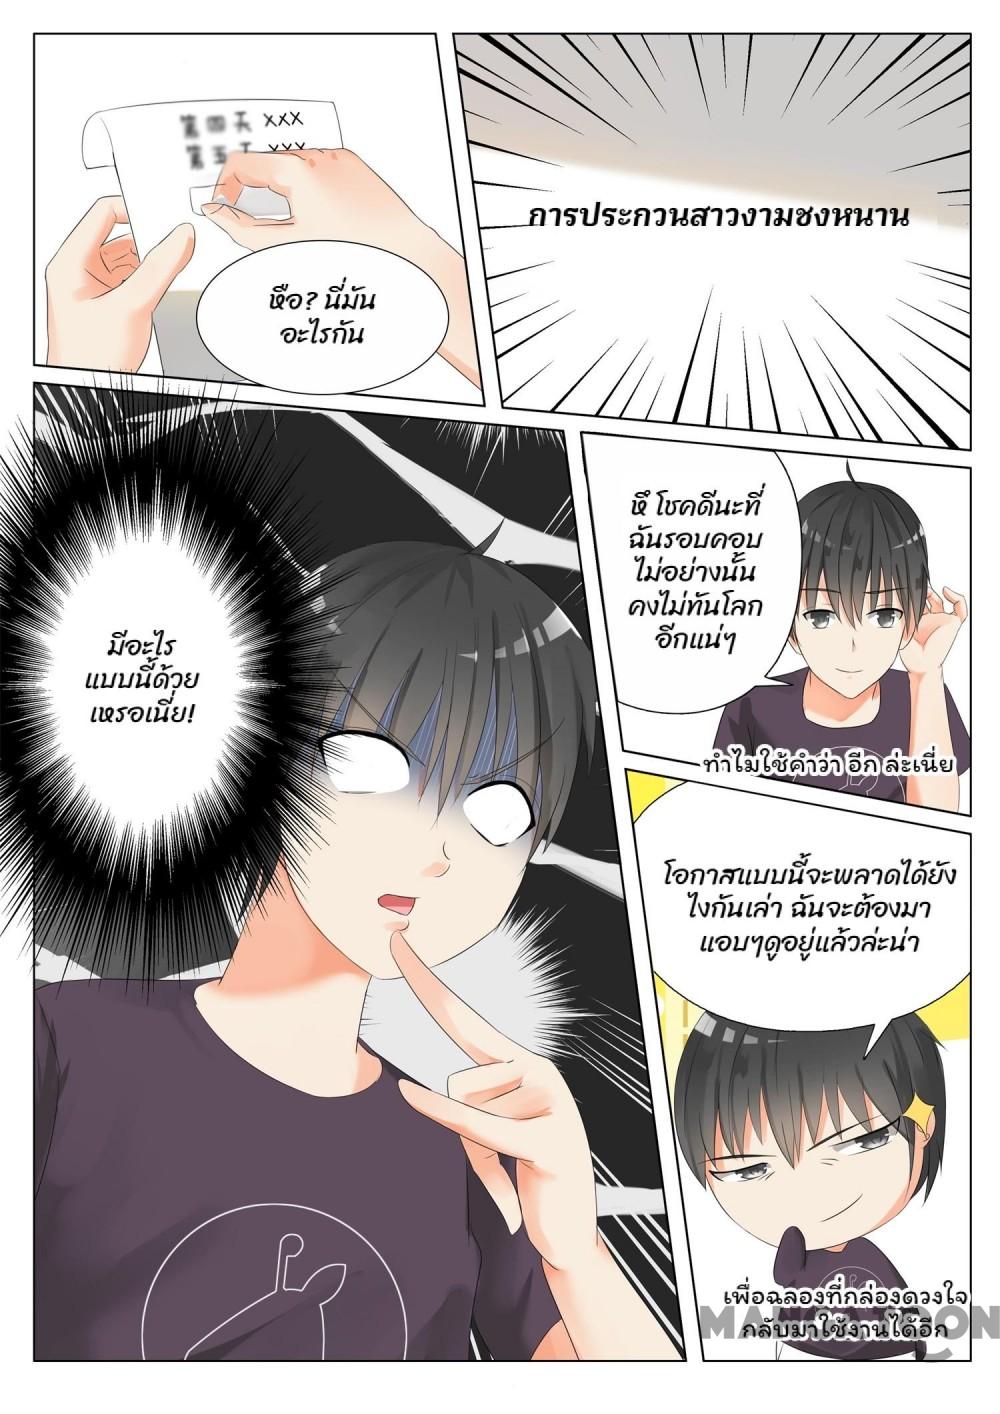 第四天 XXX
第五天 XXX
หือ? นี่มัน
อะไรกัน
การประกวนสาวงามชงหนาน
มีอะไร
แบบนี้ด้วย
เหรอเนี่ย!
หึ โชคดีนะที่
ฉันรอบคอบ
ไม่อย่างนั้น
คงไม่ทันโลก
อีกแน่ๆ
ทำไมใช้คำว่า อีก ล่ะเนี่ย
โอกาสแบบนี้จะพลาดได้ยัง
ไงกันเล่า ฉันจะต้องมา
แอบๆดูอยู่แล้วล่ะน่า
เพื่อฉลองที่กล่องดวงใจ
กลับมาใช้งานได้อีก